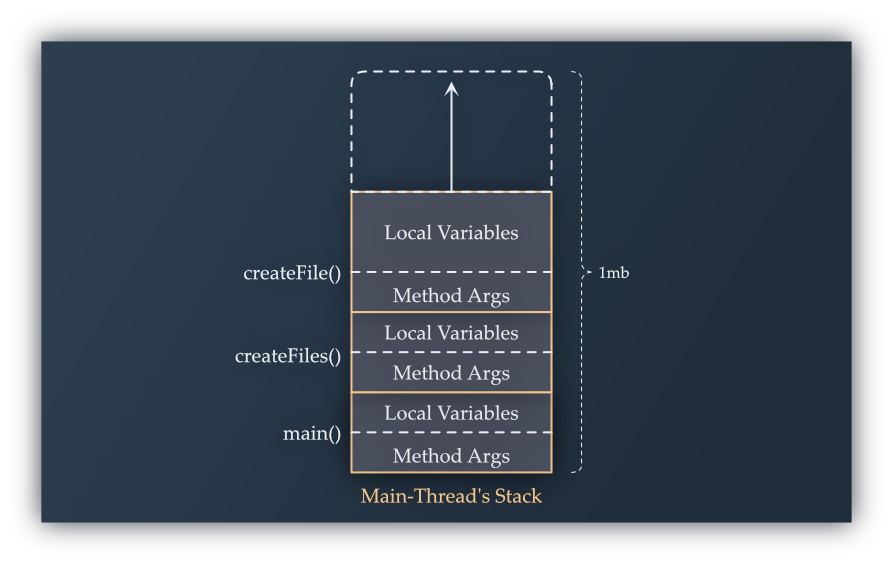 Local Variables
createFile()
Method Args
Local Variables
createFiles()
Method Args
Local Variables
main()
Method Args
1mb
Main-Thread's Stack